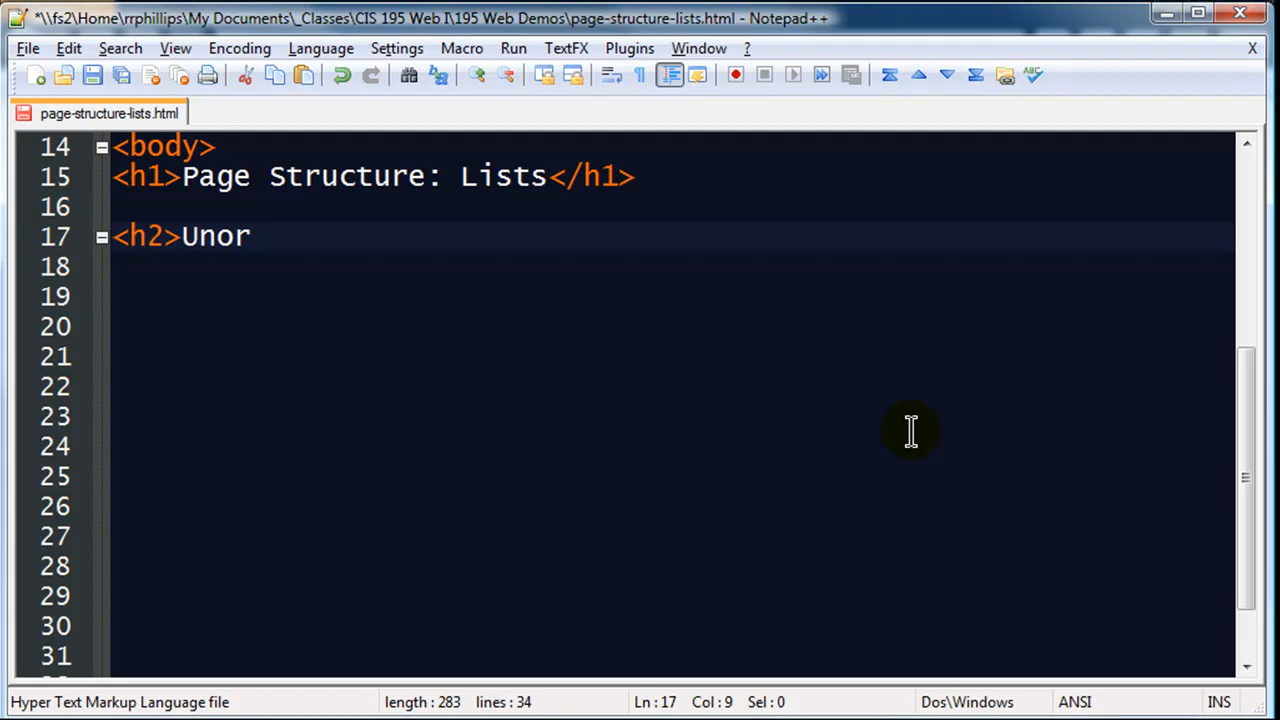 *\\fs2\Home\rrphillips\My Documents\_Classes\CIS 195 Web I\195 Web Demos\page-structure-lists.html - Notepad++
File Edit Search View Encoding Language Settings Macro Run TextFX Plugins Window ? X
page-structure-lists.html
14 <body>
15 <h1>Page Structure: Lists</h1>
16
17 <h2>Unor
18
19
20
21
22
23
24
25
26
27
28
29
30
31
Hyper Text Markup Language file length : 283 lines : 34 Ln : 17 Col : 9 Sel : 0 Dos\Windows ANSI INS